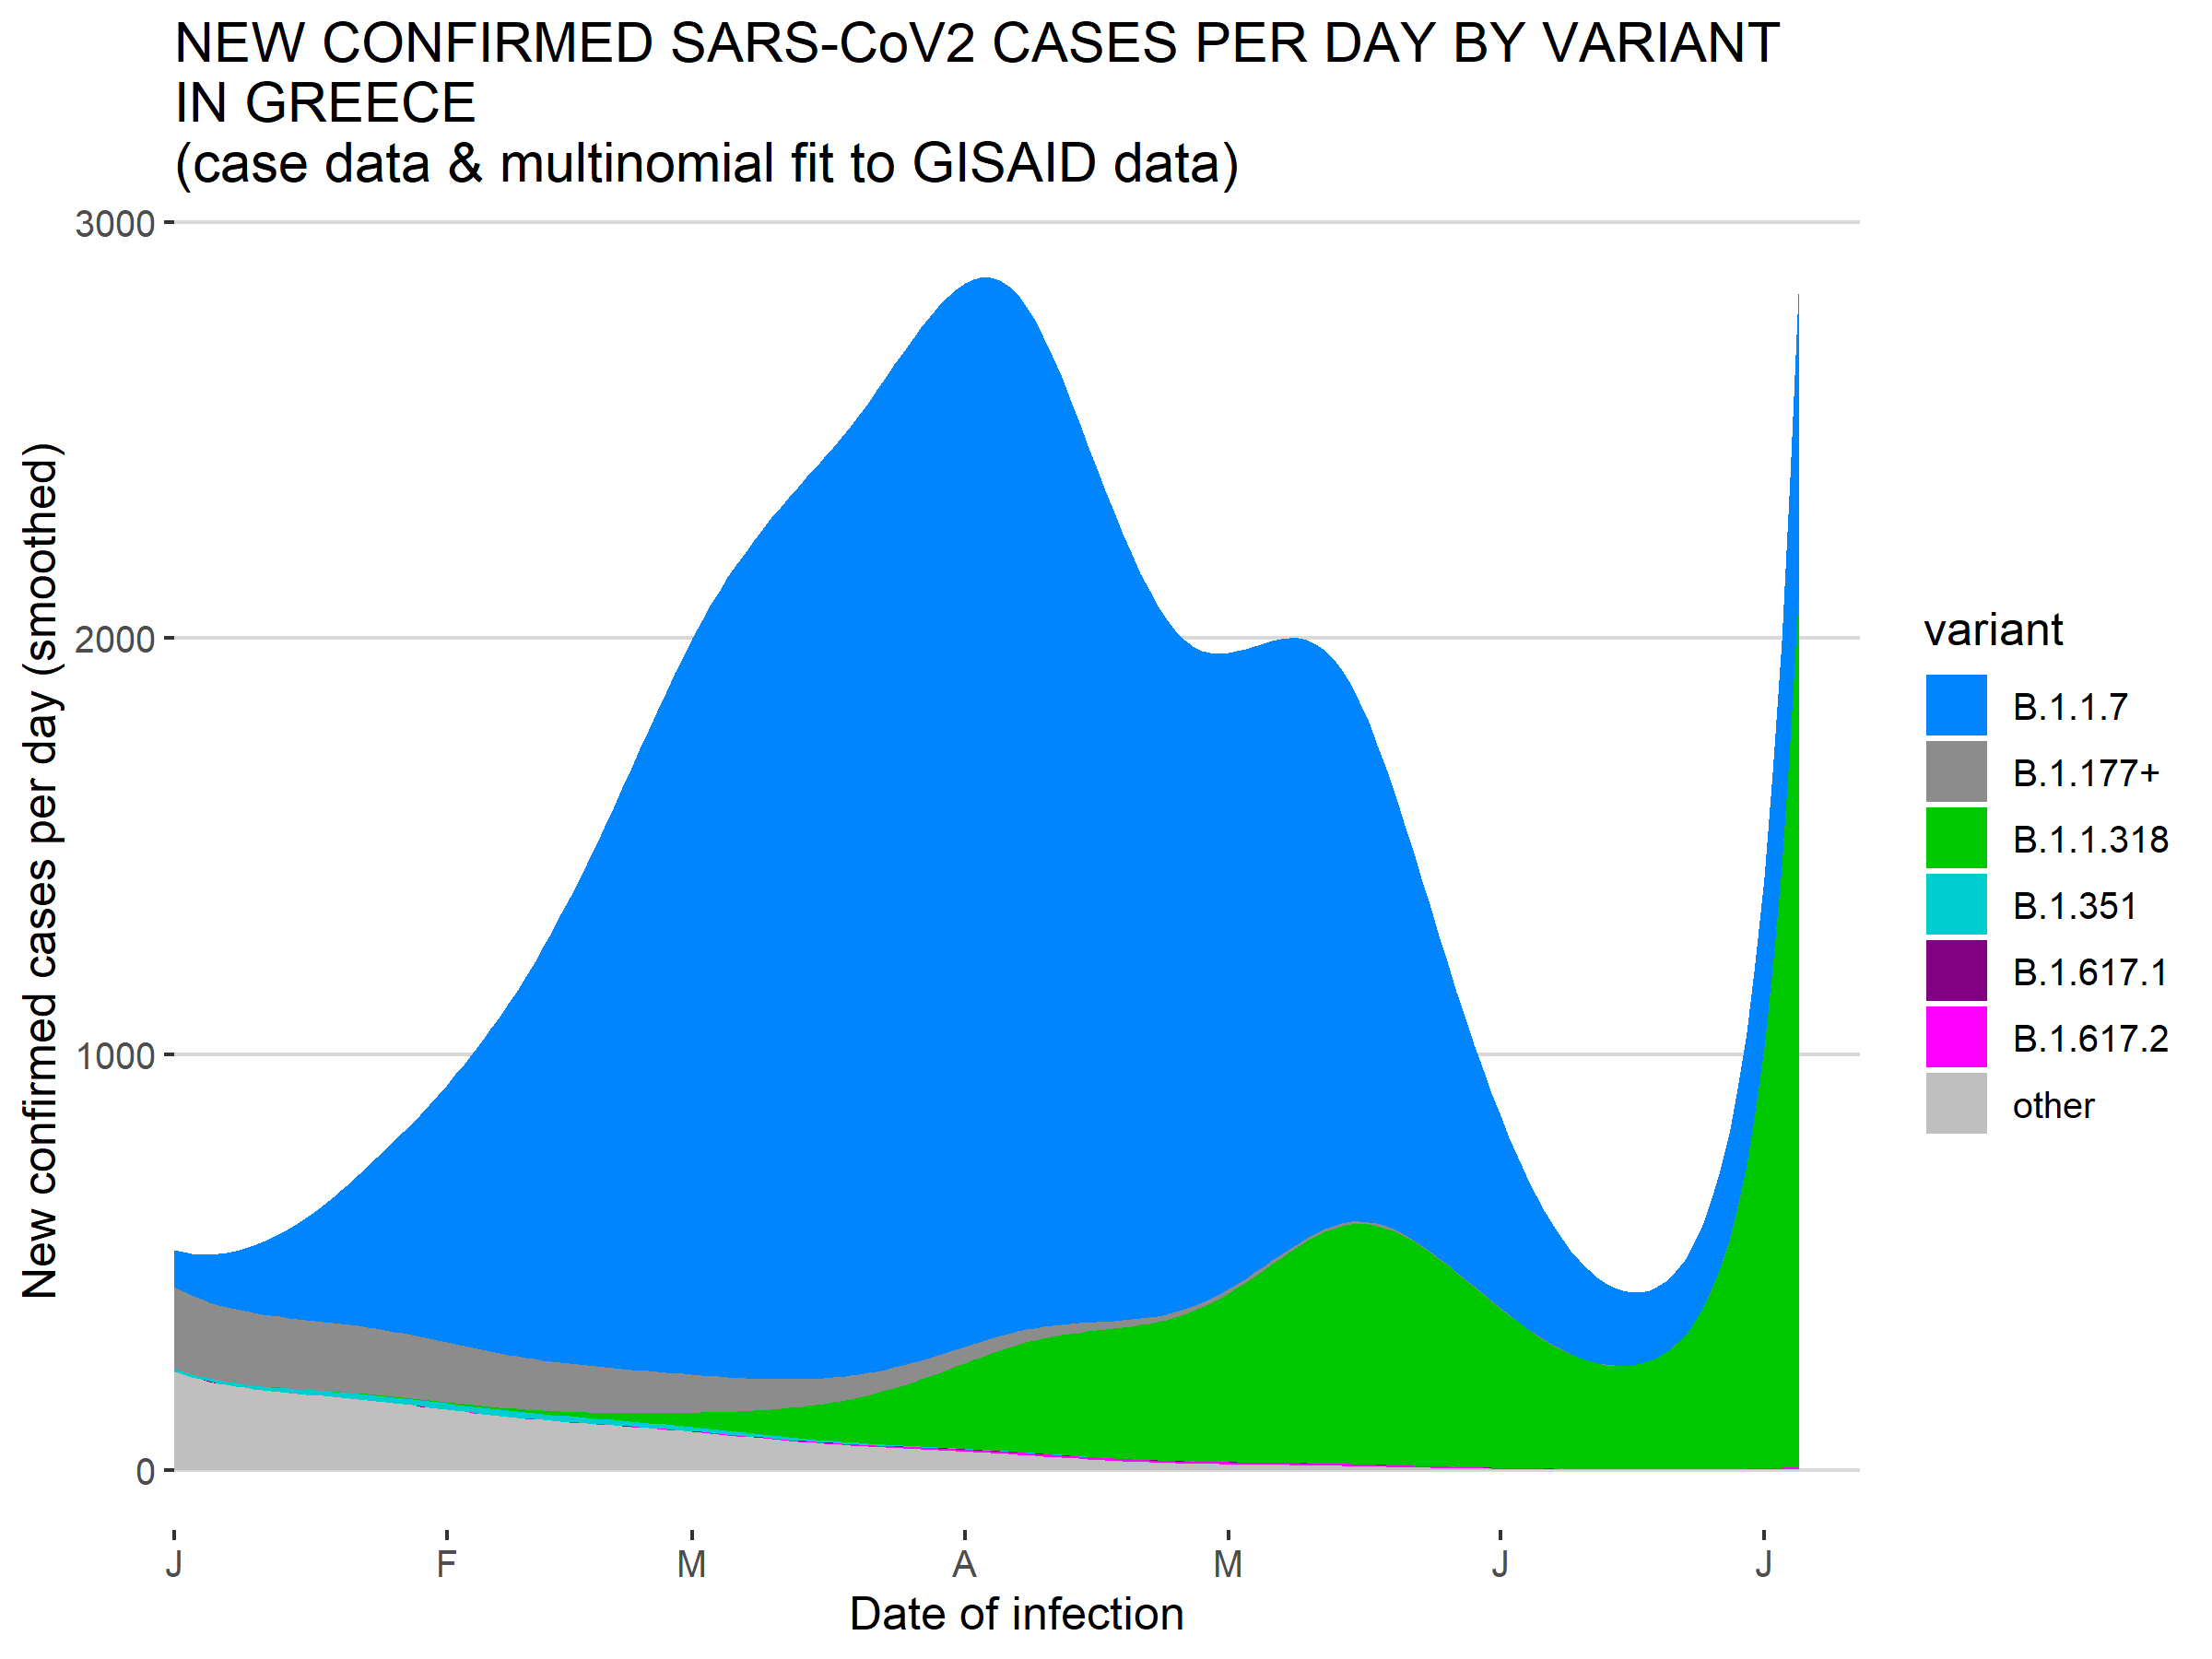 NEW CONFIRMED SARS-CoV2 CASES PER DAY BY VARIANT
IN GREECE
(case data & multinomial fit to GISAID data)
New confirmed cases per day (smoothed)
3000
2000
1000
0
J F M A M J J
Date of infection
variant
B.1.1.7
B.1.177+
B.1.1.318
B.1.351
B.1.617.1
B.1.617.2
other